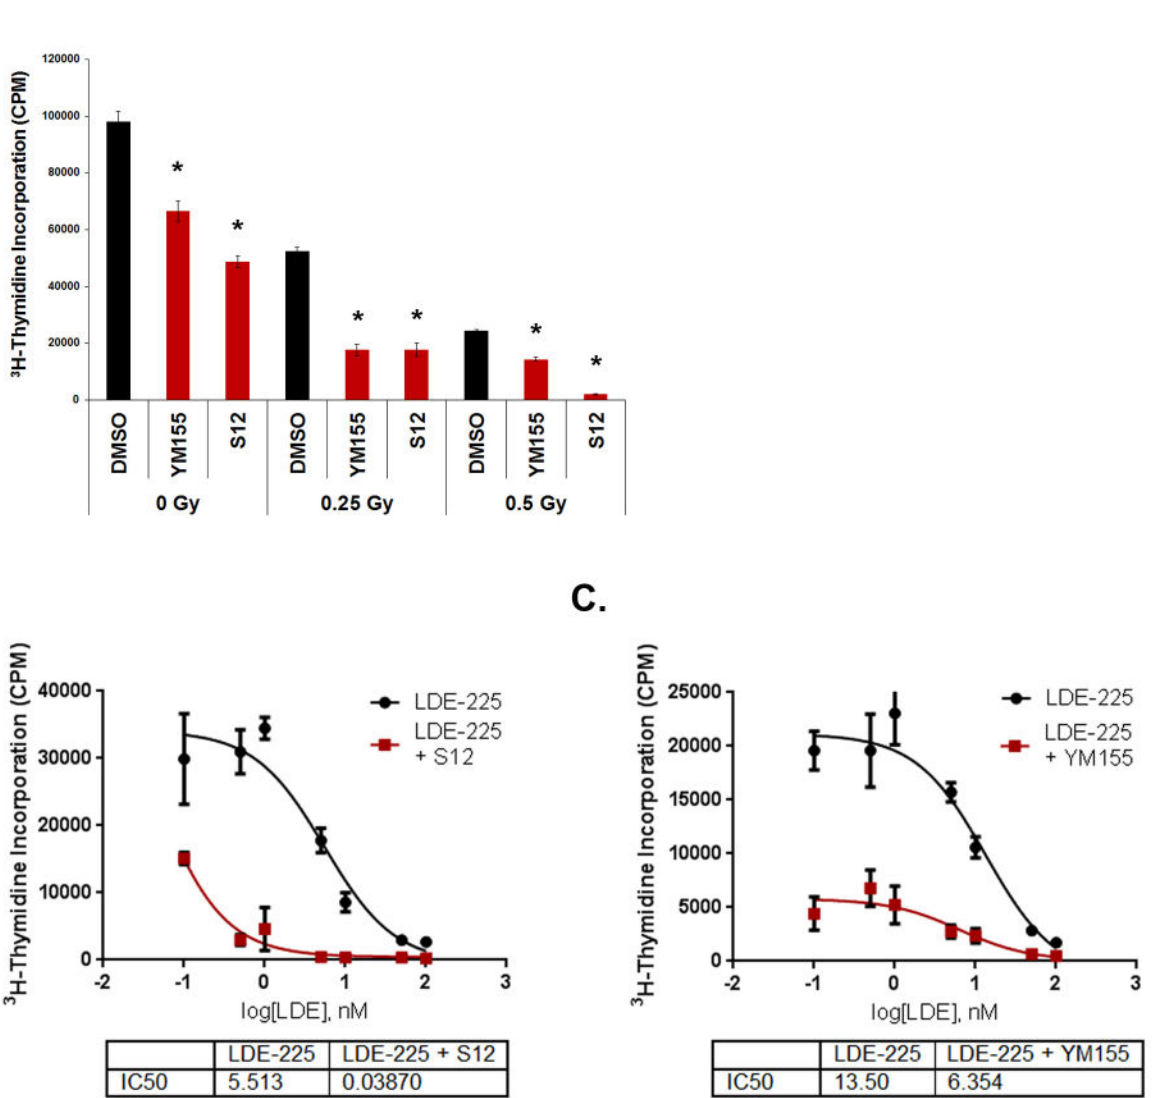 ³H-Thymidine Incorporation (CPM)
120000
100000
80000
60000
40000
20000
0
*
*
*
*
*
*
DMSO
YM155
S12
DMSO
YM155
S12
DMSO
YM155
S12
0 Gy
0.25 Gy
0.5 Gy
C.
³H-Thymidine Incorporation (CPM)
40000
30000
20000
10000
0
-2
-1
0
1
2
3
log[LDE], nM
LDE-225
LDE-225
+ S12
LDE-225
LDE-225 + S12
IC50
5.513
0.03870
³H-Thymidine Incorporation (CPM)
25000
20000
15000
10000
5000
0
-2
-1
0
1
2
3
log[LDE], nM
LDE-225
LDE-225
+ YM155
LDE-225
LDE-225 + YM155
IC50
13.50
6.354